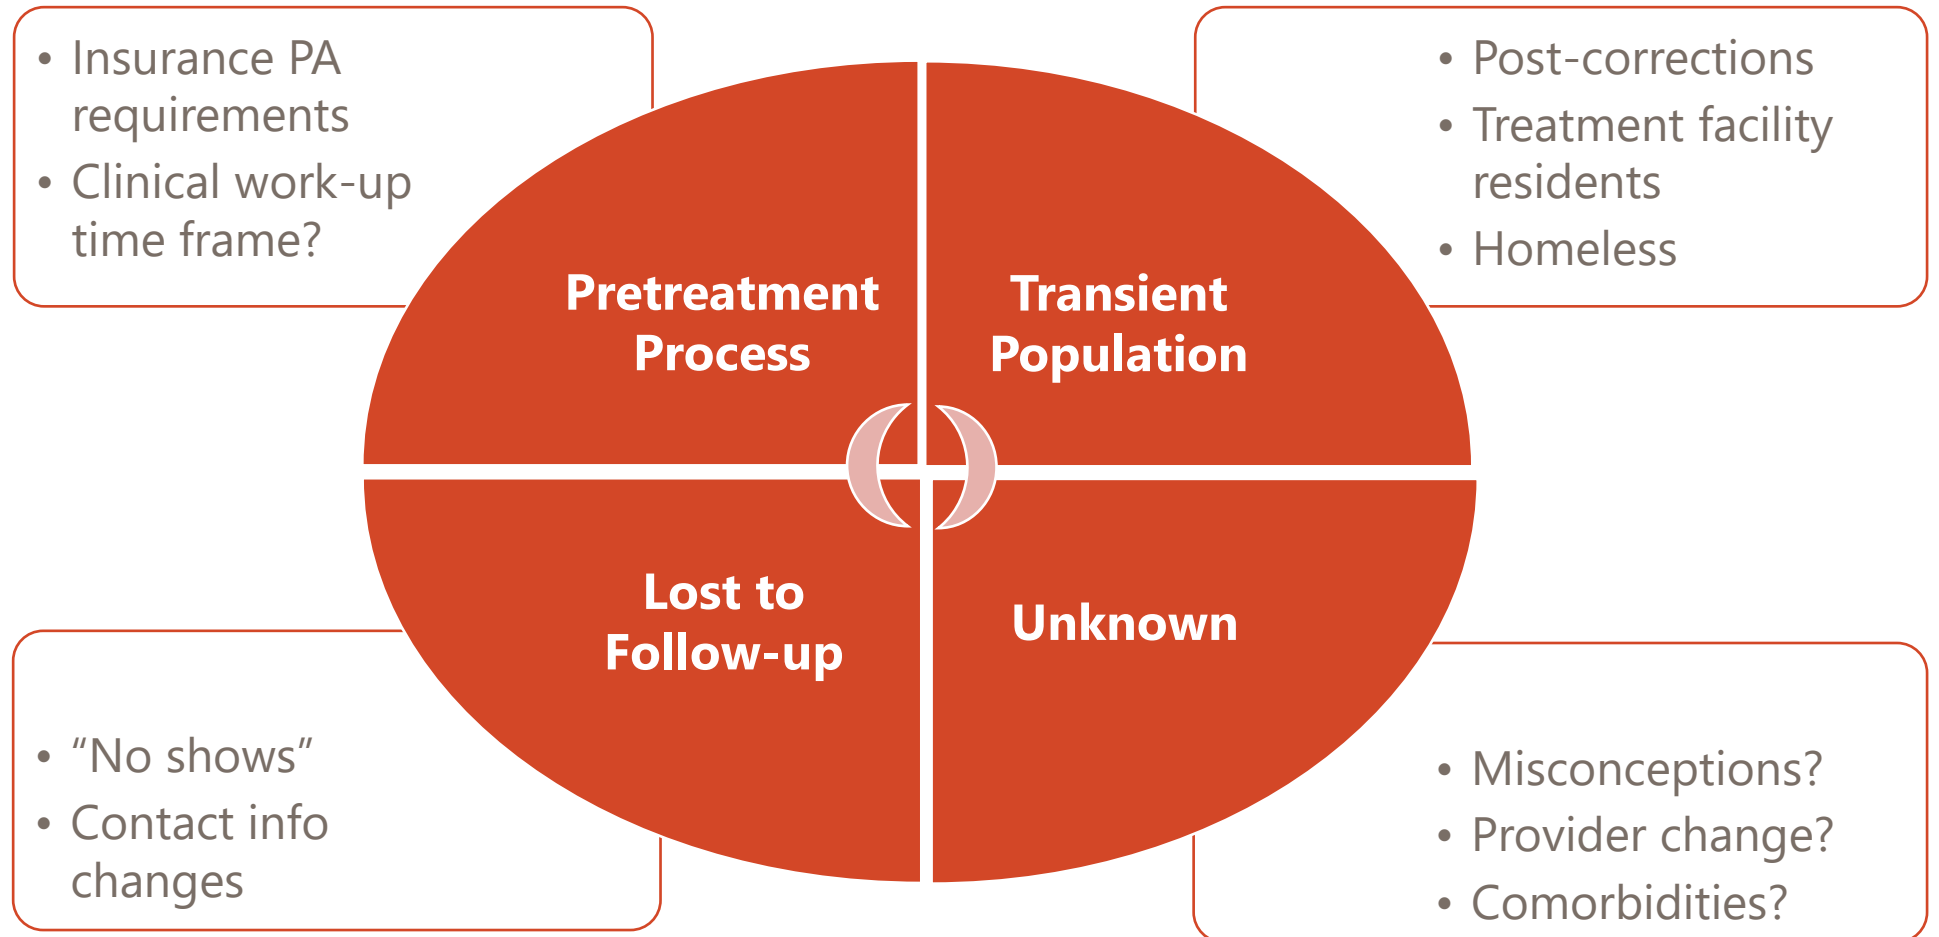 • Insurance PA
requirements
• Clinical work-up
time frame?
• Post-corrections
• Treatment facility
residents
• Homeless
Pretreatment
Process
Transient
Population
Lost to
Follow-up
Unknown
• “No shows”
• Contact info
changes
• Misconceptions?
• Provider change?
• Comorbidities?